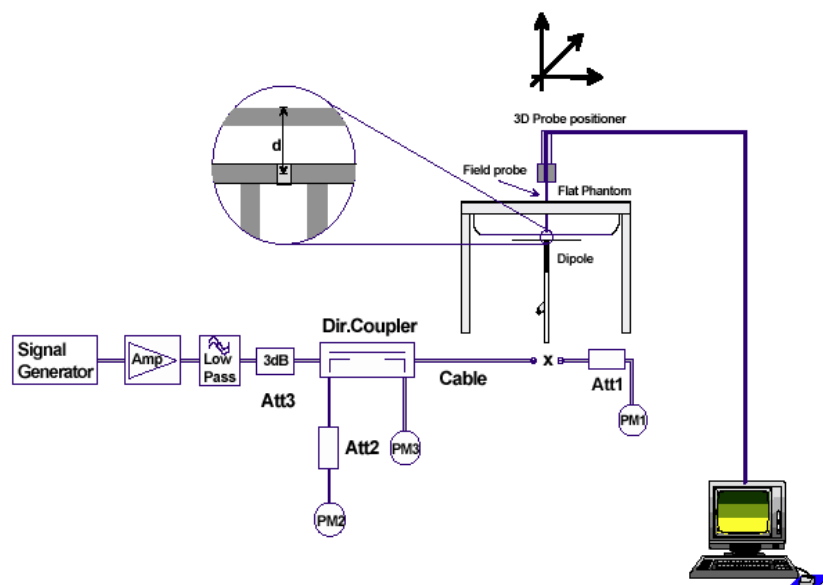 3D Probe positioner
d
Field probe
Flat Phantom
Dipole
Dir.Coupler
Signal
Generator
Amp
Low
Pass
3dB
Cable
x
Att3
Att1
PM1
Att2
PM3
PM2